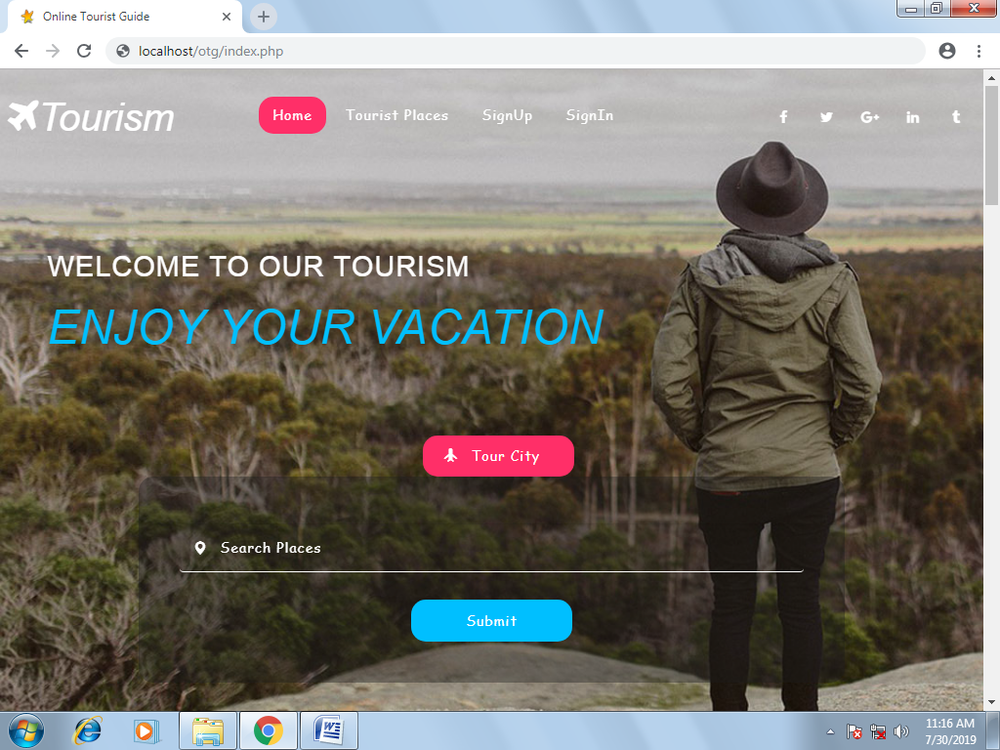 Online Tourist Guide
localhost/otg/index.php
Tourism
Home Tourist Places SignUp SignIn
WELCOME TO OUR TOURISM
ENJOY YOUR VACATION
Tour City
Search Places
Submit
11:16 AM
7/30/2019